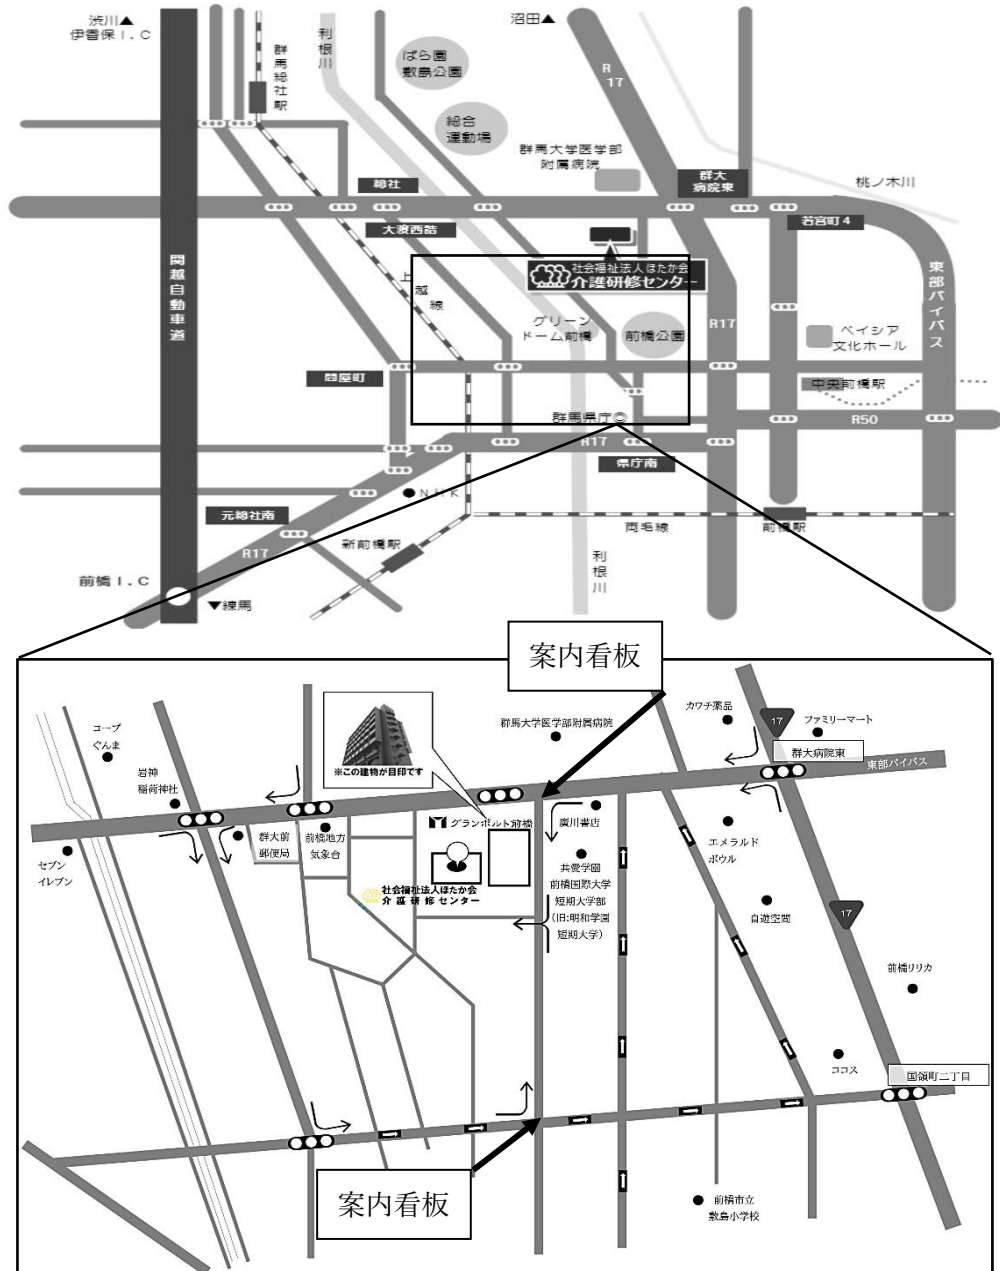 渋川▲
伊香保I.C
沼田▲
利根川
群馬総社駅
ばら園
敷島公園
R
17
総合
運動場
群馬大学医学部
附属病院
群大
病院東
桃ノ木川
総社
若宮町4
大渡西詰
関越自動車道
上越線
社会福祉法人ほたか会
介護研修センター
東部バイパス
グリーン
ドーム前橋
前橋公園
R17
ベイシア
文化ホール
問屋町
中央前橋駅
群馬県庁◎
R50
R17
県庁南
●NHK
元総社南
新前橋駅
両毛線
前橋駅
R17
利根川
前橋I.C
▼練馬
案内看板
カワチ薬品
17
ファミリーマート
コープ
ぐんま
群馬大学医学部附属病院
群大病院東
東部バイパス
※この建物が目印です
岩神
稲荷神社
グランポルト前橋
廣川書店
セブン
イレブン
群大前
郵便局
前橋地方
気象台
エメラルド
ボウル
共愛学園
前橋国際大学
短期大学部
(旧:明和学園
短期大学)
社会福祉法人ほたか会
介護研修センター
自遊空間
17
前橋リリカ
ココス
国領町二丁目
案内看板
前橋市立
敷島小学校